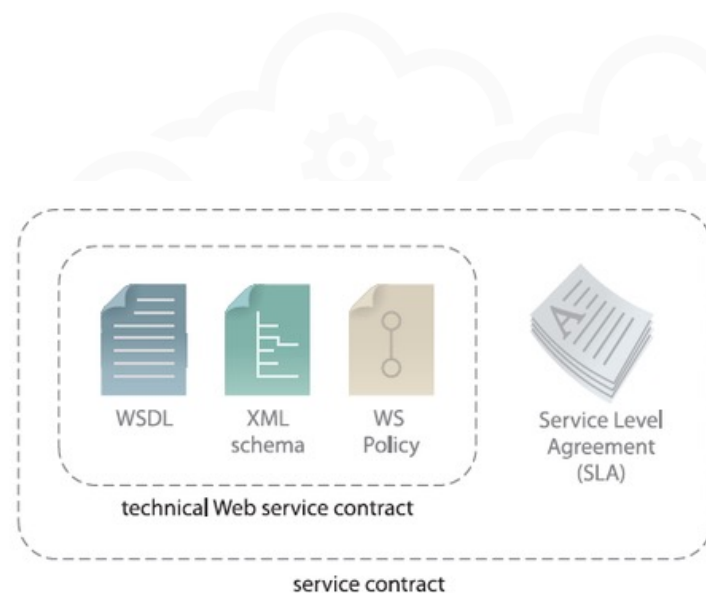 WSDL
XML
schema
WS
Policy
Service Level
Agreement
(SLA)
A
technical Web service contract
service contract